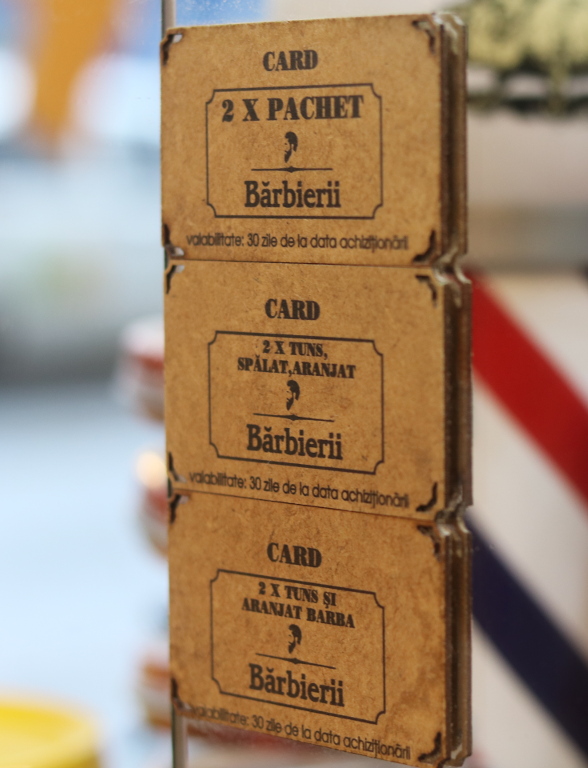 CARD
2 X PACHET
Bărbierii
valabilitate: 30 zile de la data achiziționării
CARD
2 X TUNS,
SPĂLAT,ARANJAT
Bărbierii
valabilitate: 30 zile de la data achiziționării
CARD
2 X TUNS ȘI
ARANJAT BARBA
Bărbierii
valabilitate: 30 zile de la data achiziționării